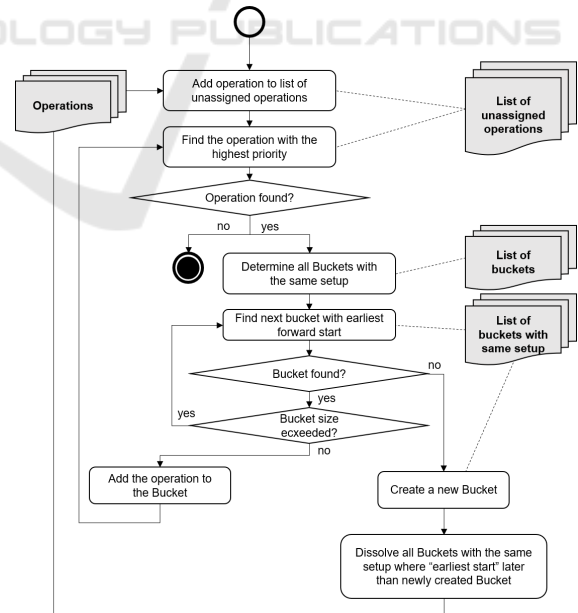 LOGY PUBLICATIONS
Add operation to list of
unassigned operations
Operations
List of
unassigned
operations
Find the operation with the
highest priority
Operation found?
no
yes
Determine all Buckets with
the same setup
List of
buckets
Find next bucket with earliest
forward start
List of
buckets with
same setup
Bucket found?
no
yes
yes
Bucket size
ecxeeded?
no
Add the operation to
the Bucket
Create a new Bucket
Dissolve all Buckets with the same
setup where “earliest start” later
than newly created Bucket